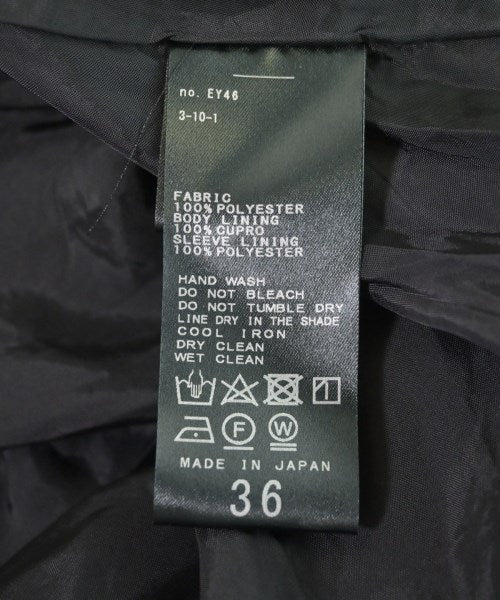 no. EY46
3-10-1
FABRIC
100% POLYESTER
BODY LINING
100% CUPRO
SLEEVE LINING
100% POLYESTER
HAND WASH
DO NOT BLEACH
DO NOT TUMBLE DRY
LINE DRY IN THE SHADE
COOL IRON
DRY CLEAN
WET CLEAN
F W
MADE IN JAPAN
36